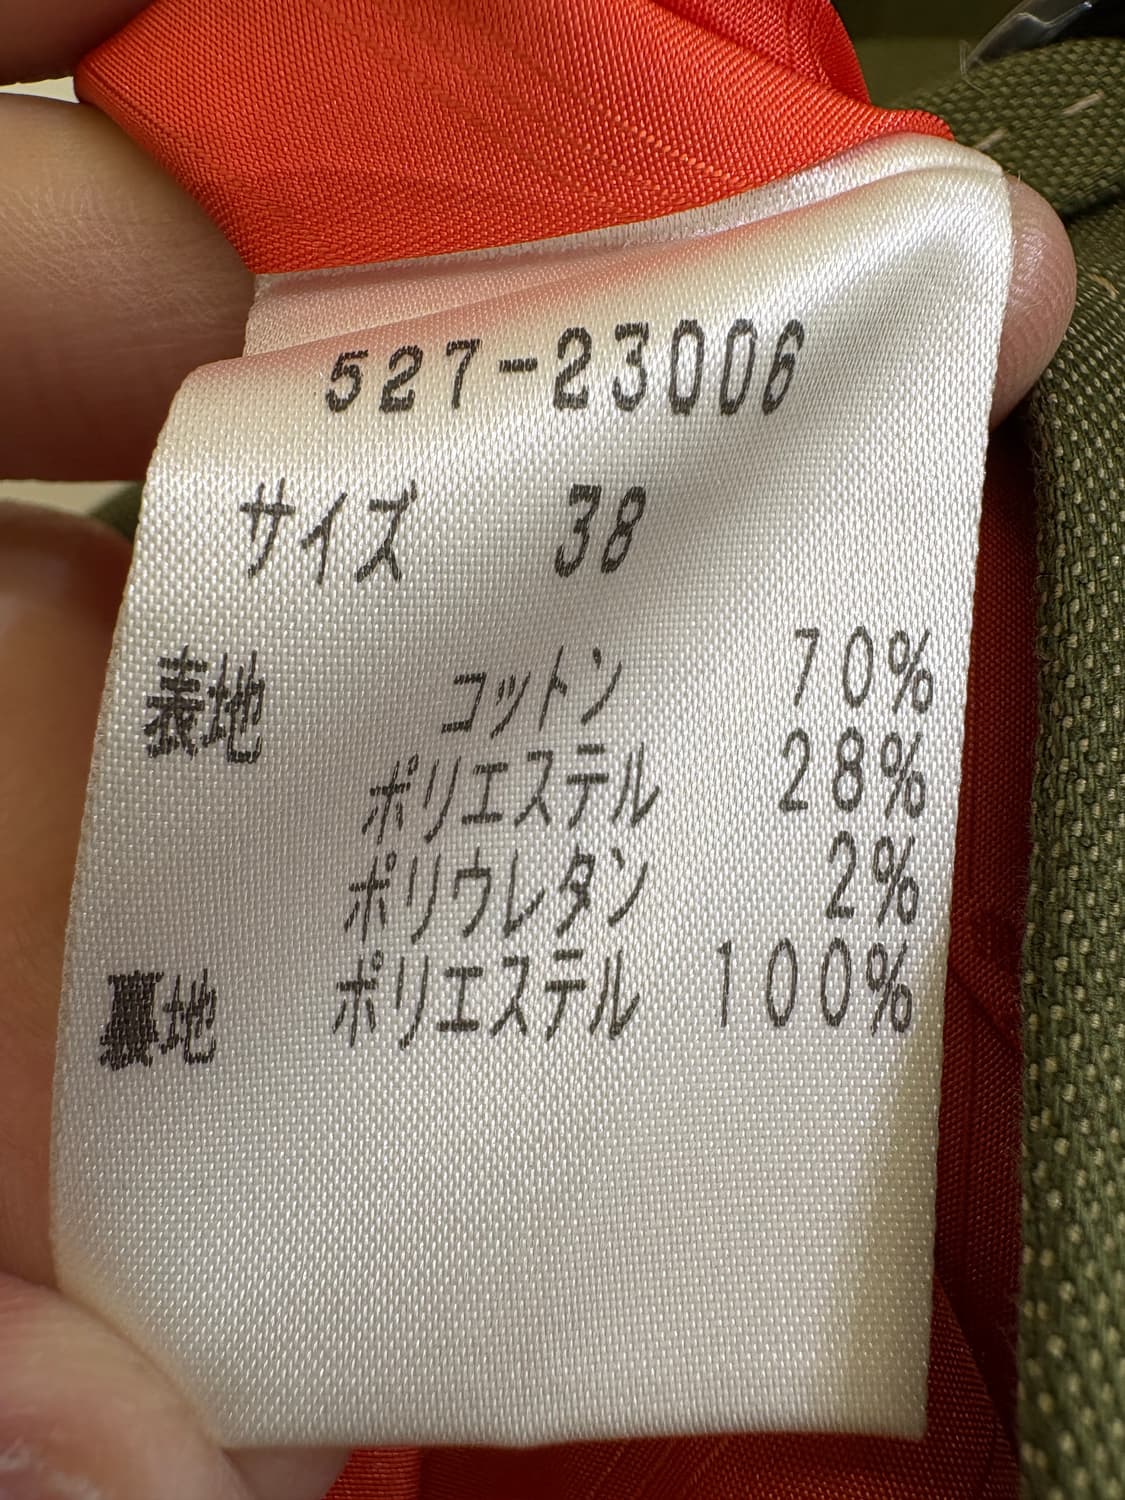 527-23006
サイズ 38
表地 コットン 70%
ポリエステル 28%
ポリウレタン 2%
裏地 ポリエステル 100%